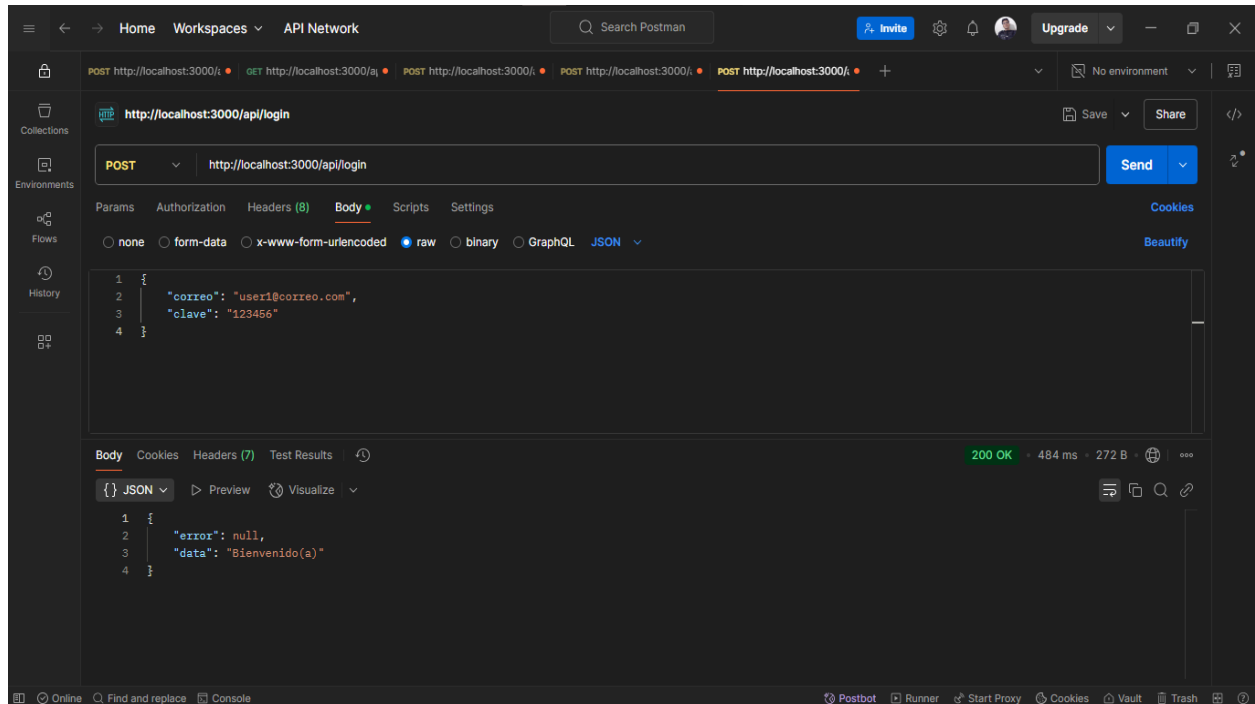 Home Workspaces API Network Search Postman Invite Upgrade
POST http://localhost:3000/ GET http://localhost:3000/a POST http://localhost:3000/ POST http://localhost:3000/ POST http://localhost:3000/ No environment
HTTP http://localhost:3000/api/login Save Share
Collections
POST http://localhost:3000/api/login Send
Environments
Params Authorization Headers (8) Body Scripts Settings Cookies
Flows
none form-data x-www-form-urlencoded raw binary GraphQL JSON Beautify
History
1 {
2 "correo": "user1@correo.com",
3 "clave": "123456"
4 }
Body Cookies Headers (7) Test Results 200 OK 484 ms 272 B
{} JSON Preview Visualize
1 {
2 "error": null,
3 "data": "Bienvenido(a)"
4 }
Online Find and replace Console Postbot Runner Start Proxy Cookies Vault Trash